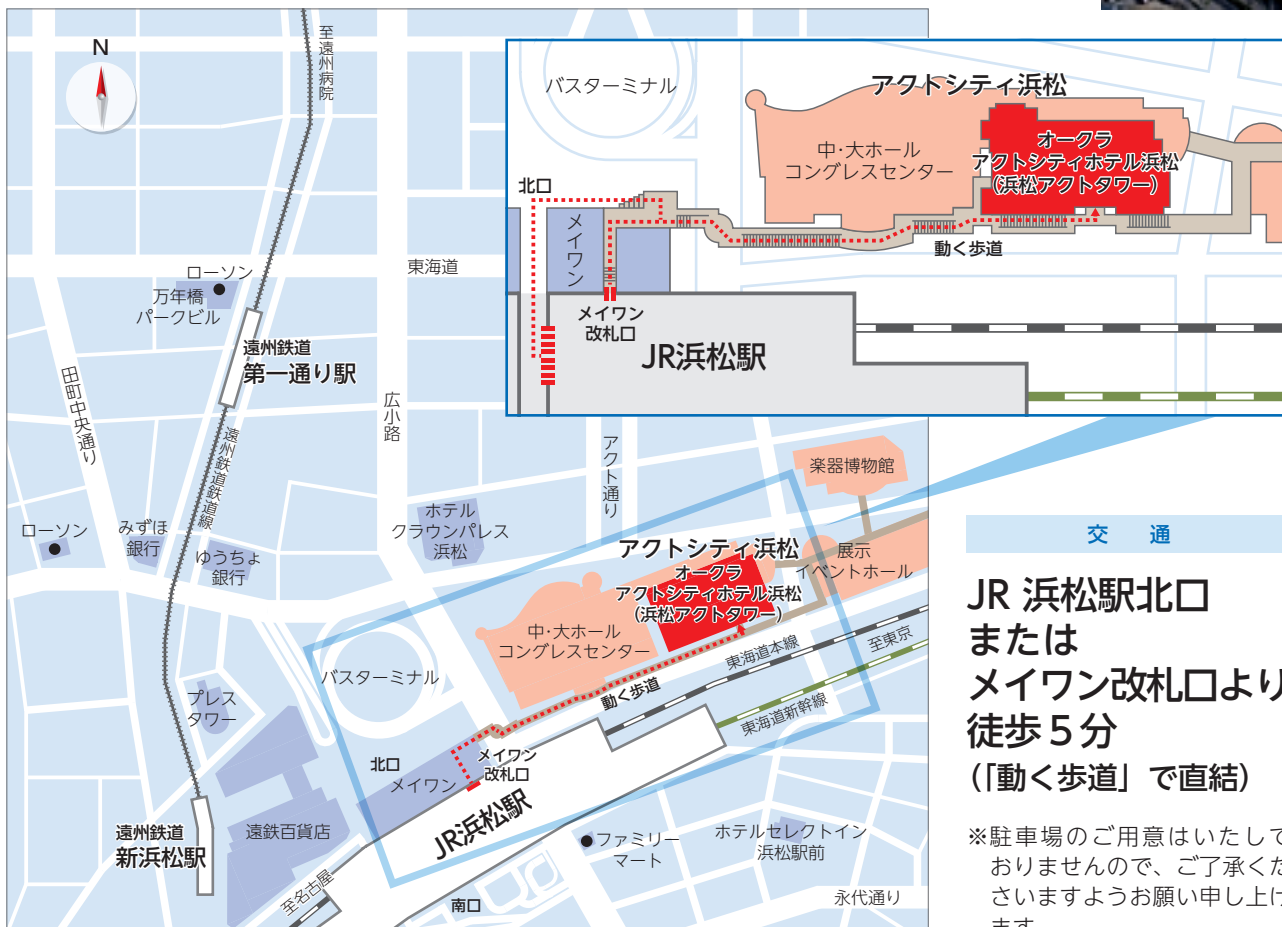 N
至遠州病院
ローソン
万年橋
パークビル
遠州鉄道
第一通り駅
東海道
田町中央通り
遠州鉄道鉄道線
広小路
アクト通り
ローソン
みずほ
銀行
ゆうちょ
銀行
ホテル
クラウンパレス
浜松
楽器博物館
アクトシティ浜松
オークラ
アクトシティホテル浜松
(浜松アクトタワー)
展示
イベントホール
中・大ホール
コングレスセンター
バスターミナル
動く歩道
東海道本線
至東京
東海道新幹線
プレス
タワー
北口
メイワン
メイワン
改札口
JR浜松駅
遠州鉄道
新浜松駅
遠鉄百貨店
ファミリー
マート
ホテルセレクトイン
浜松駅前
至名古屋
南口
永代通り
バスターミナル
アクトシティ浜松
中・大ホール
コングレスセンター
オークラ
アクトシティホテル浜松
(浜松アクトタワー)
北口
メイワン
動く歩道
メイワン
改札口
JR浜松駅
交 通
JR 浜松駅北口
または
メイワン改札口より
徒歩5分
(「動く歩道」で直結)
※駐車場のご用意はいたして
おりませんので、ご了承くだ
さいますようお願い申し上げ
ます